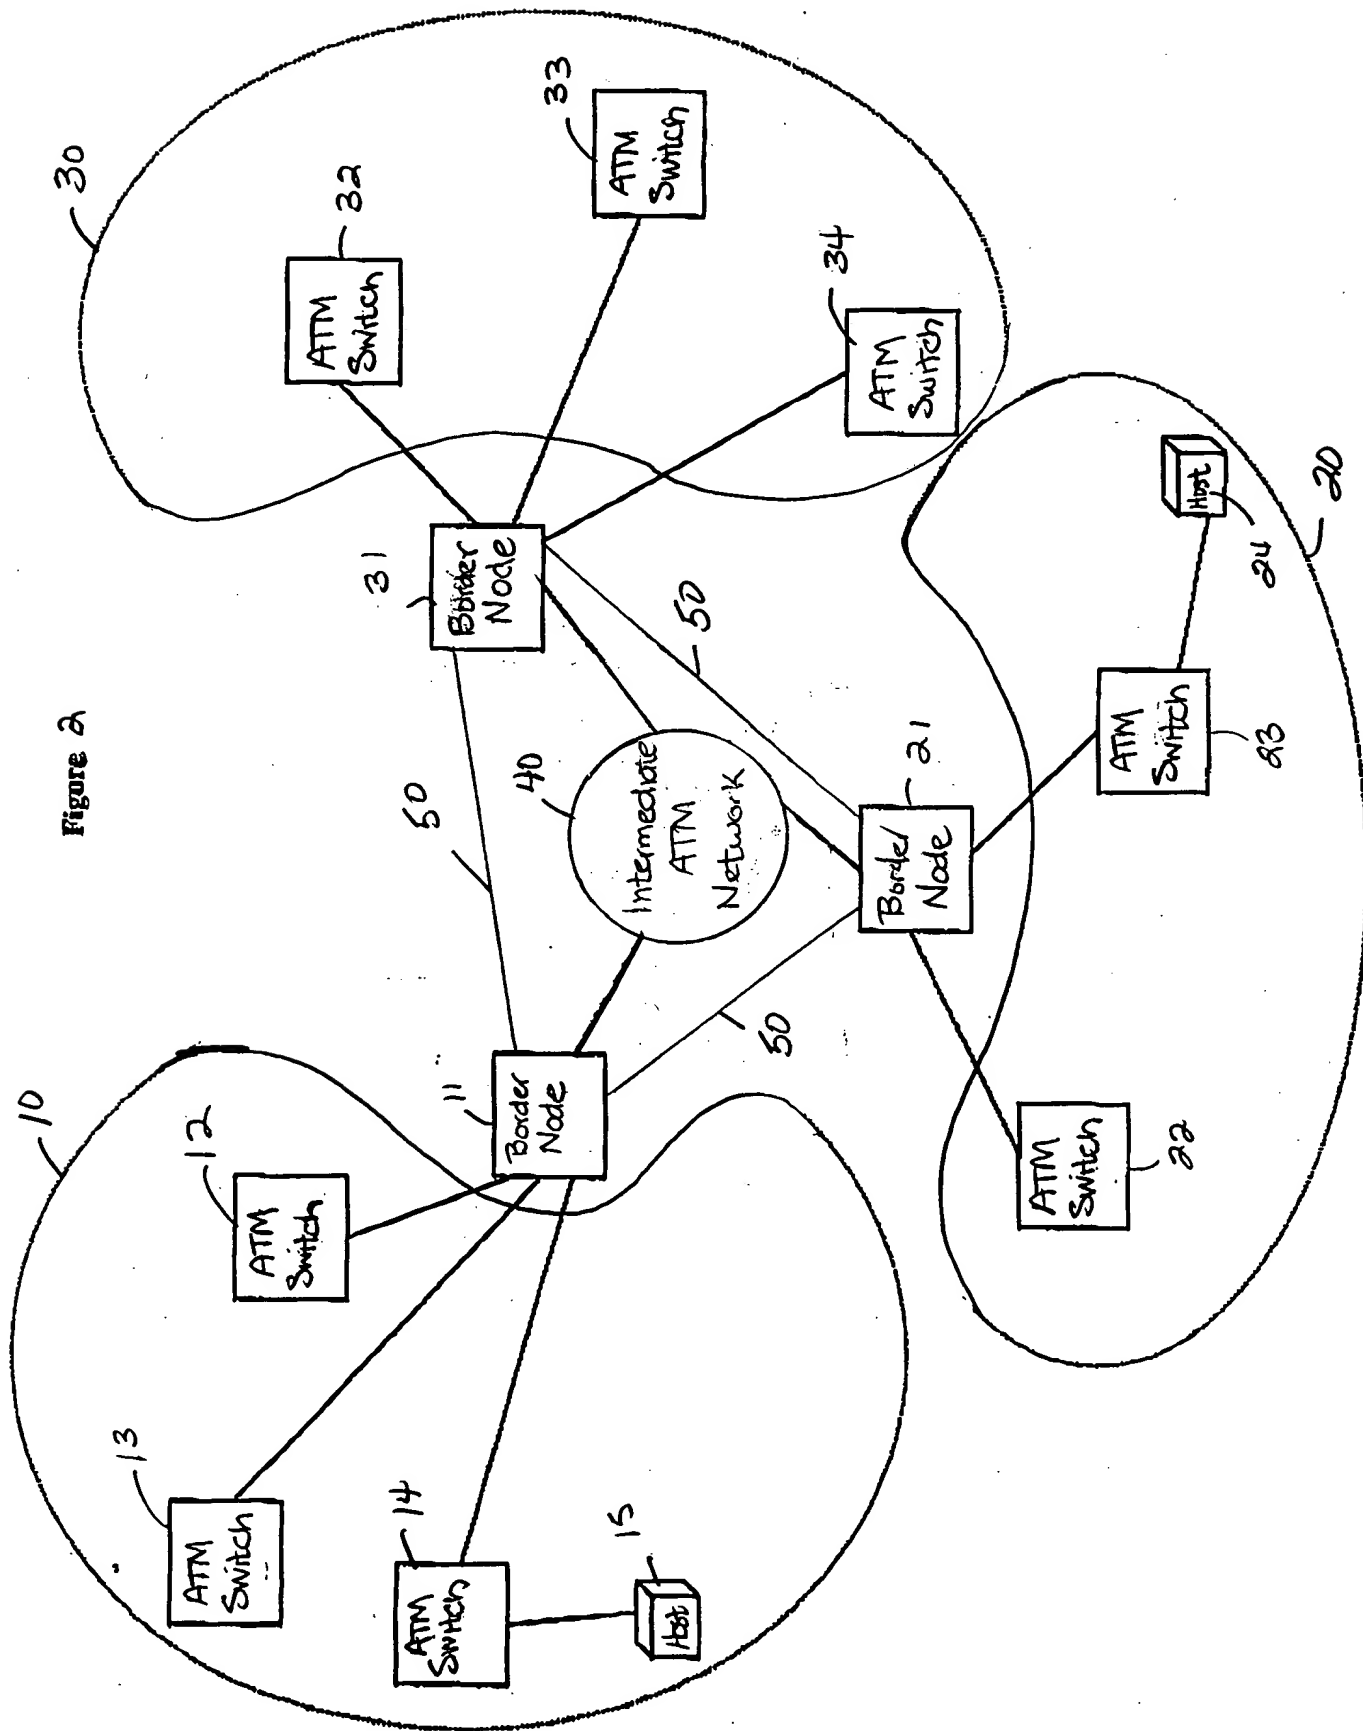 Figure 2
10
13
ATM
Switch
12
ATM
Switch
14
ATM
Switch
15
Host
11
Border
Node
50
40
Intermediate
ATM
Network
50
50
31
Border
Node
30
32
ATM
Switch
33
ATM
Switch
34
ATM
Switch
21
Border
Node
22
ATM
Switch
23
ATM
Switch
24
Host
20